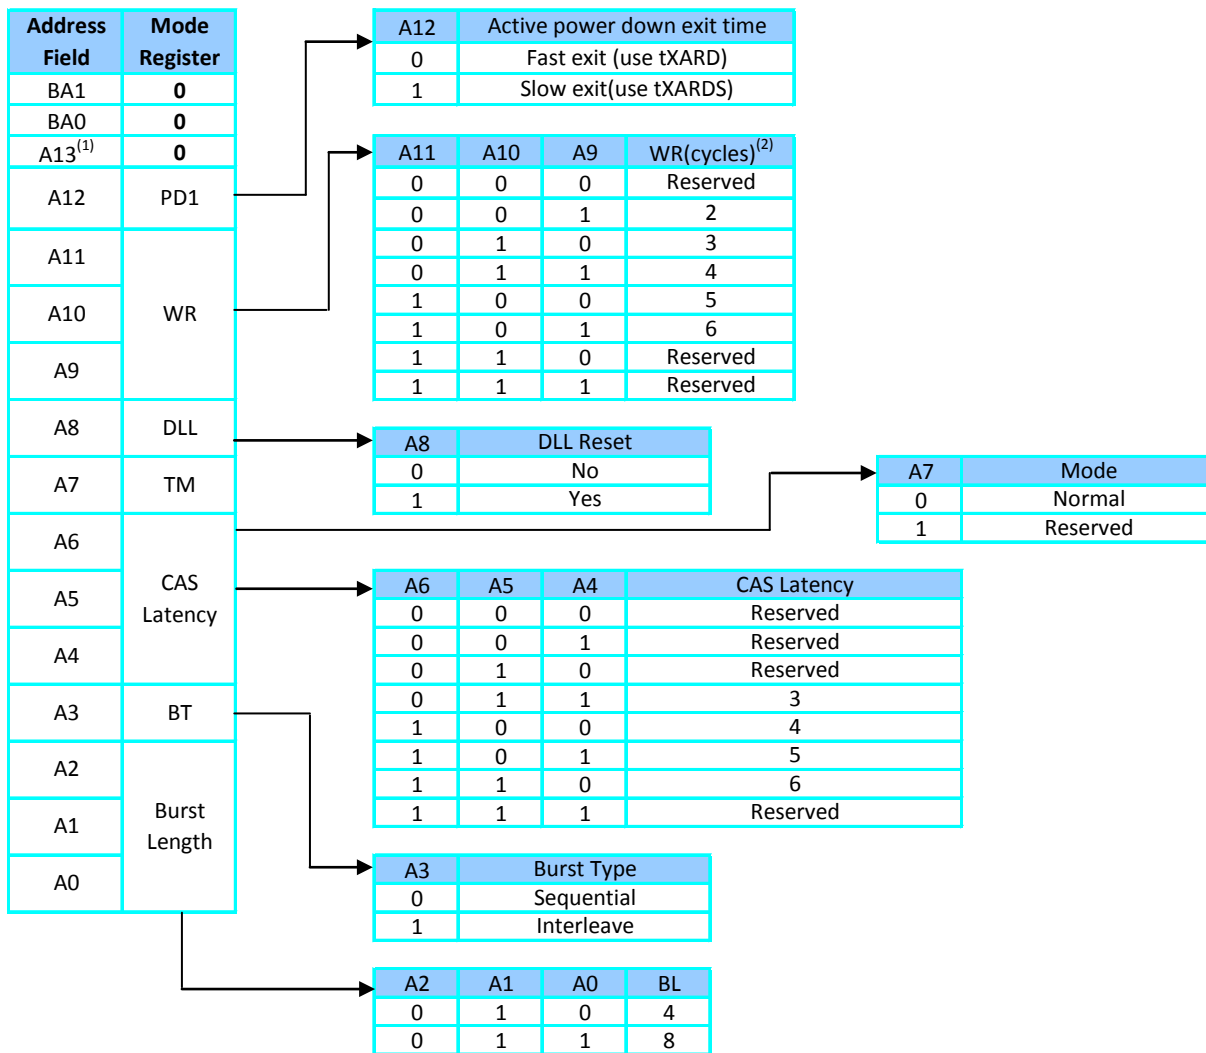 Address Field Mode Register
BA1 0
BA0 0
A13(1) 0
A12 PD1
A11
A10 WR
A9
A8 DLL
A7 TM
A6
A5 CAS Latency
A4
A3 BT
A2
A1 Burst Length
A0
A12 Active power down exit time
0 Fast exit (use tXARD)
1 Slow exit(use tXARDS)
A11 A10 A9 WR(cycles)(2)
0 0 0 Reserved
0 0 1 2
0 1 0 3
0 1 1 4
1 0 0 5
1 0 1 6
1 1 0 Reserved
1 1 1 Reserved
A8 DLL Reset
0 No
1 Yes
A7 Mode
0 Normal
1 Reserved
A6 A5 A4 CAS Latency
0 0 0 Reserved
0 0 1 Reserved
0 1 0 Reserved
0 1 1 3
1 0 0 4
1 0 1 5
1 1 0 6
1 1 1 Reserved
A3 Burst Type
0 Sequential
1 Interleave
A2 A1 A0 BL
0 1 0 4
0 1 1 8